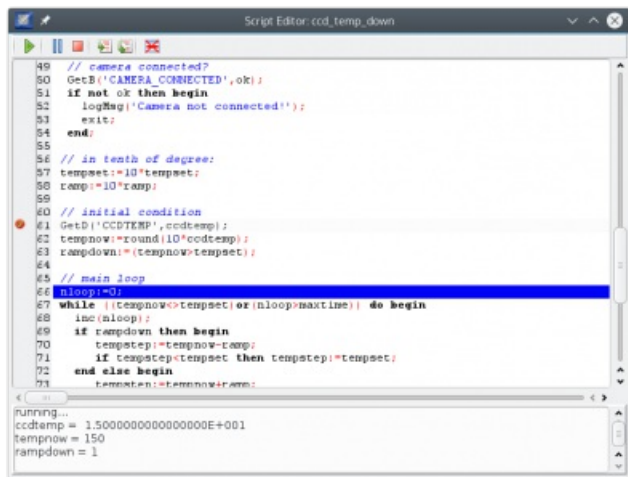 Script Editor: ccd_temp_down
49 // camera connected?
50 GetB('CAMERA_CONNECTED',ok);
51 if not ok then begin
52 logMsg('Camera not connected!');
53 exit;
54 end;
55
56 // in tenth of degree:
57 tempset:=10*tempset;
58 ramp:=10*ramp;
59
60 // initial condition
61 GetD('CCDTEMP',ccdtemp);
62 tempnow:=round(10*ccdtemp);
63 rampdown:=(tempnow>tempset);
64
65 // main loop
66 nloop:=0;
67 while ((tempnow<>tempset)or(nloop>maxtime)) do begin
68 inc(nloop);
69 if rampdown then begin
70 tempstep:=tempnow-ramp;
71 if tempstep<tempset then tempstep:=tempset;
72 end else begin
73 tempstep:=tempnow+ramp;
running...
ccdtemp = 1.5000000000000000E+001
tempnow = 150
rampdown = 1